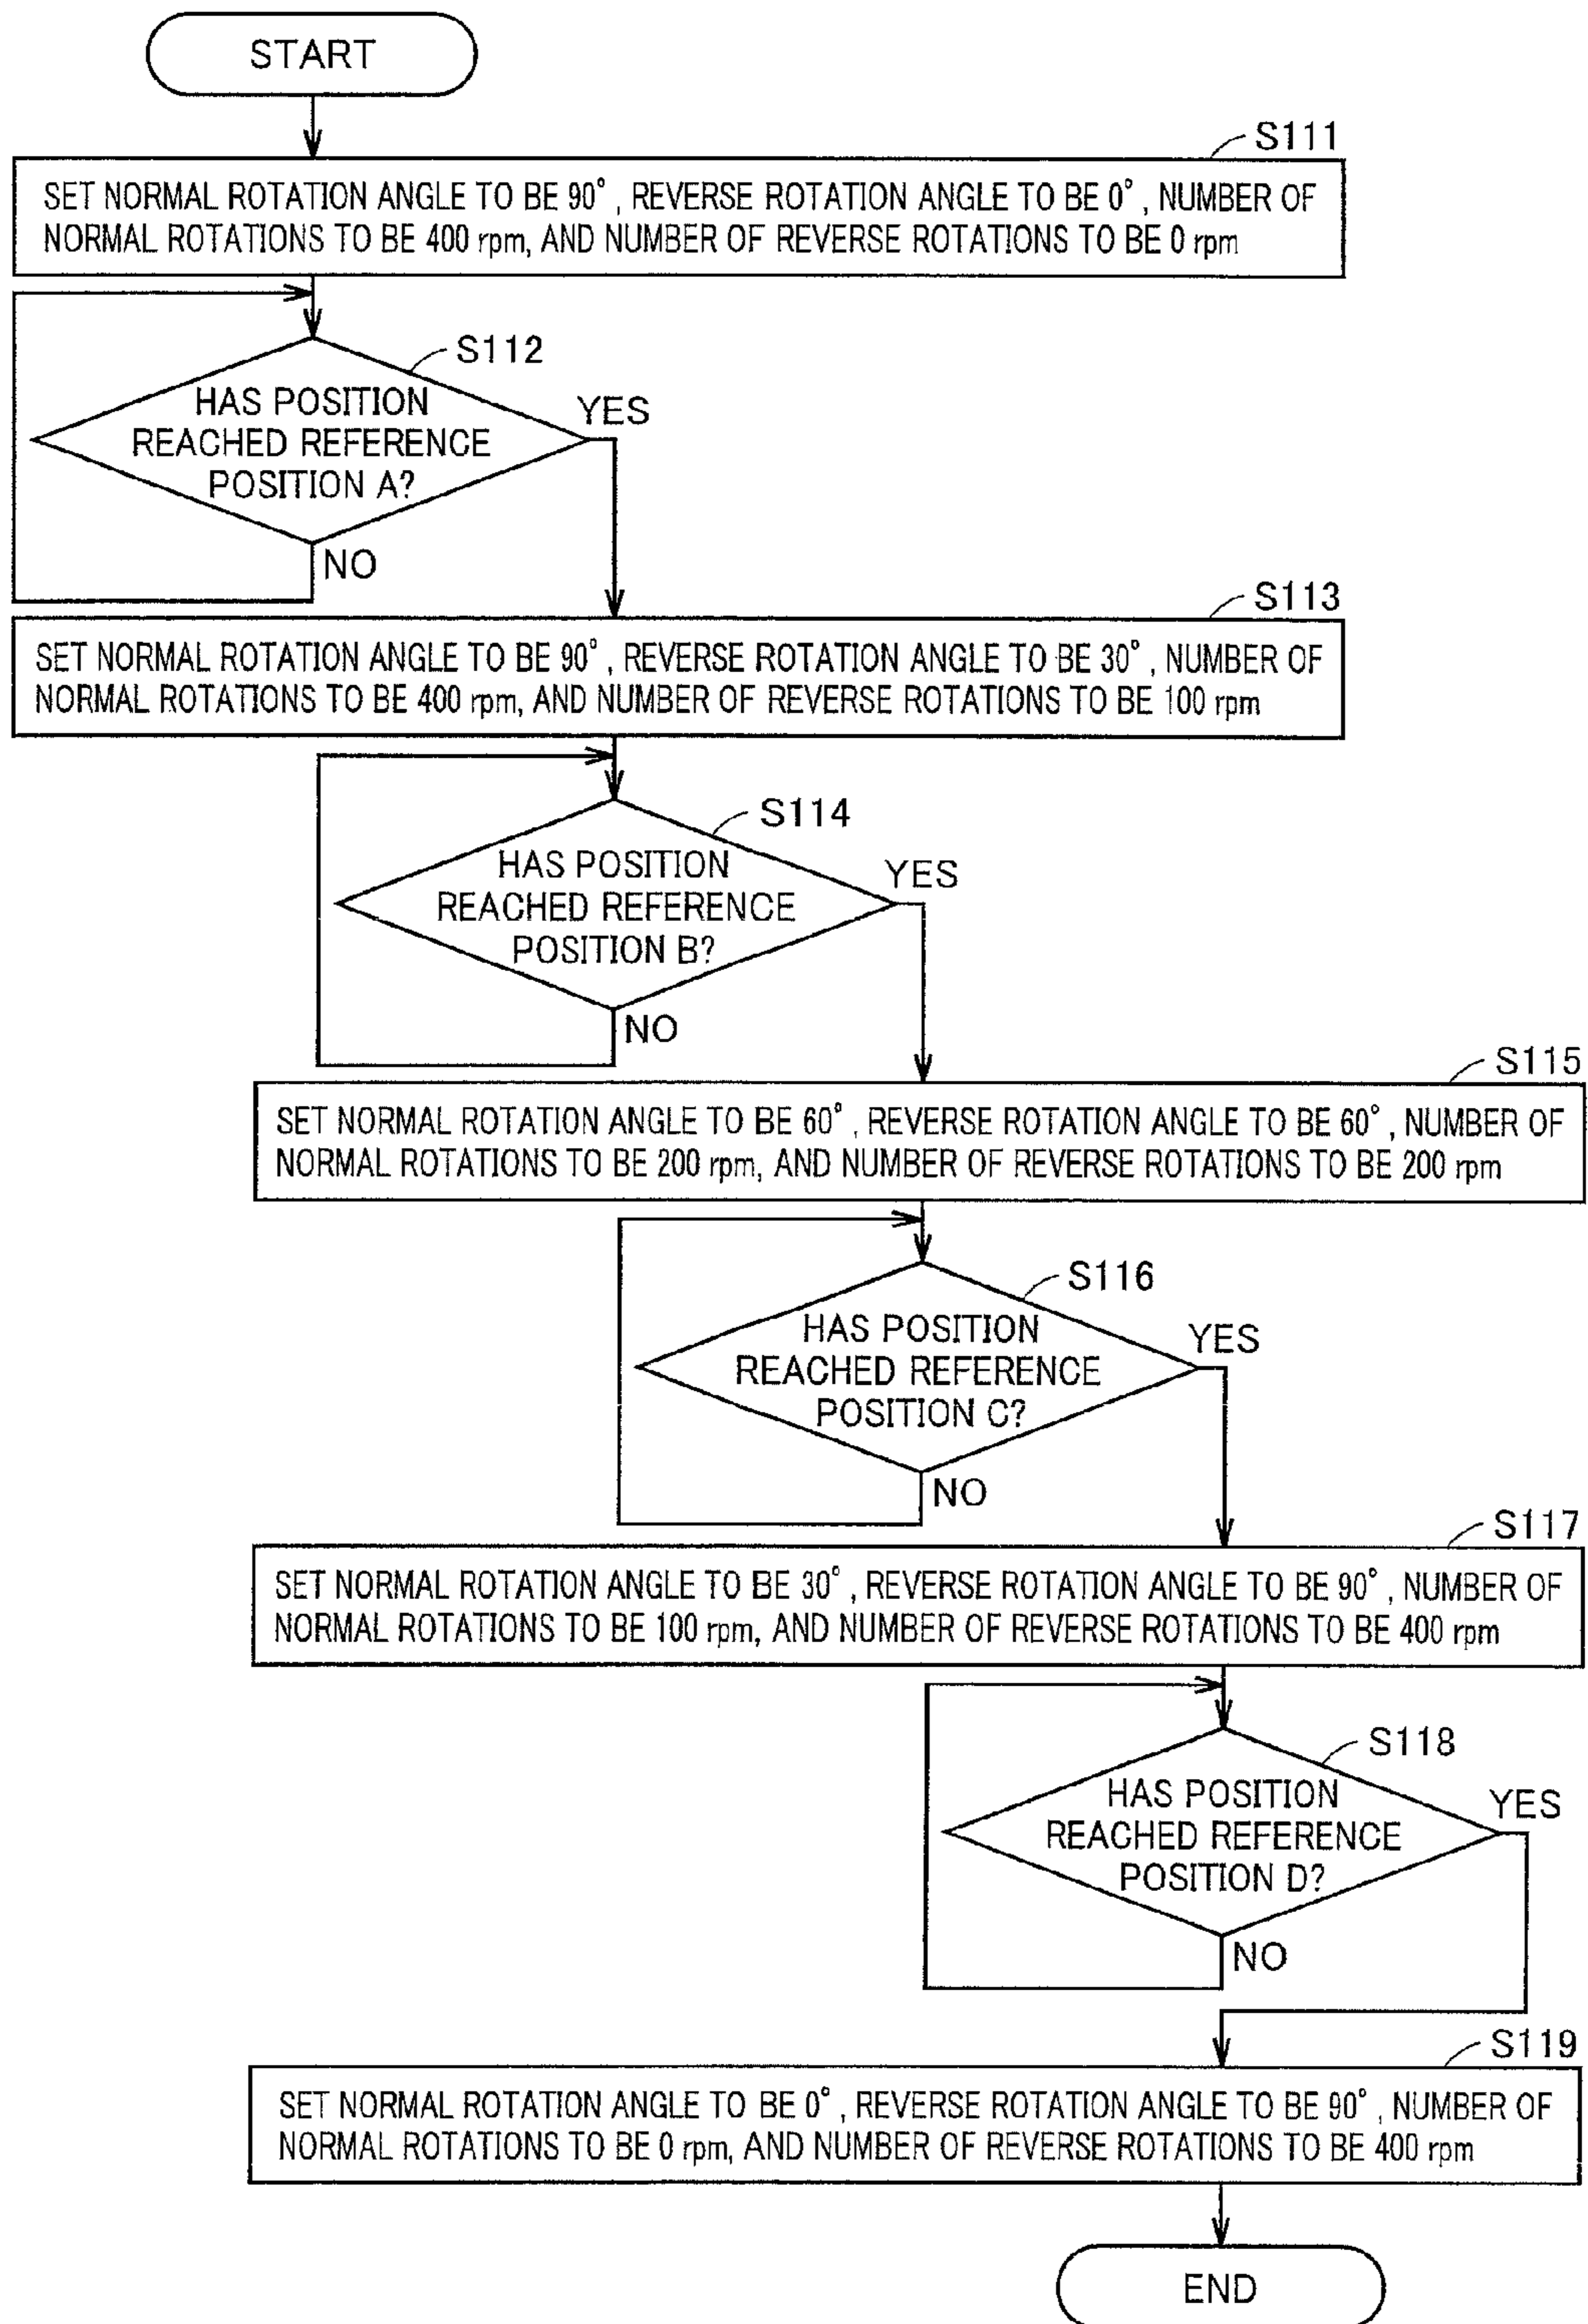 START
S111
SET NORMAL ROTATION ANGLE TO BE 90°, REVERSE ROTATION ANGLE TO BE 0°, NUMBER OF
NORMAL ROTATIONS TO BE 400 rpm, AND NUMBER OF REVERSE ROTATIONS TO BE 0 rpm
S112
HAS POSITION
REACHED REFERENCE
POSITION A?
YES
NO
S113
SET NORMAL ROTATION ANGLE TO BE 90°, REVERSE ROTATION ANGLE TO BE 30°, NUMBER OF
NORMAL ROTATIONS TO BE 400 rpm, AND NUMBER OF REVERSE ROTATIONS TO BE 100 rpm
S114
HAS POSITION
REACHED REFERENCE
POSITION B?
YES
NO
S115
SET NORMAL ROTATION ANGLE TO BE 60°, REVERSE ROTATION ANGLE TO BE 60°, NUMBER OF
NORMAL ROTATIONS TO BE 200 rpm, AND NUMBER OF REVERSE ROTATIONS TO BE 200 rpm
S116
HAS POSITION
REACHED REFERENCE
POSITION C?
YES
NO
S117
SET NORMAL ROTATION ANGLE TO BE 30°, REVERSE ROTATION ANGLE TO BE 90°, NUMBER OF
NORMAL ROTATIONS TO BE 100 rpm, AND NUMBER OF REVERSE ROTATIONS TO BE 400 rpm
S118
HAS POSITION
REACHED REFERENCE
POSITION D?
YES
NO
S119
SET NORMAL ROTATION ANGLE TO BE 0°, REVERSE ROTATION ANGLE TO BE 90°, NUMBER OF
NORMAL ROTATIONS TO BE 0 rpm, AND NUMBER OF REVERSE ROTATIONS TO BE 400 rpm
END